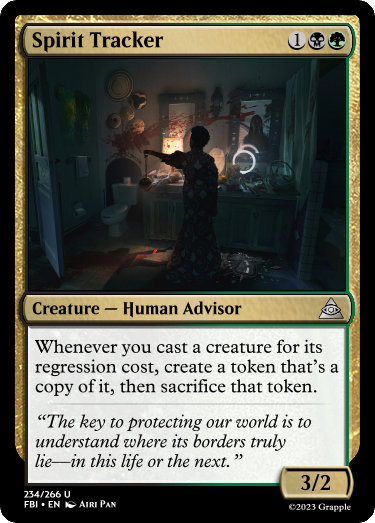 Spirit Tracker
1
Creature — Human Advisor
Whenever you cast a creature for its
regression cost, create a token that's a
copy of it, then sacrifice that token.
“The key to protecting our world is to
understand where its borders truly
lie—in this life or the next.”
3/2
234/266 U
FBI • EN Airi Pan
©2023 Grapple